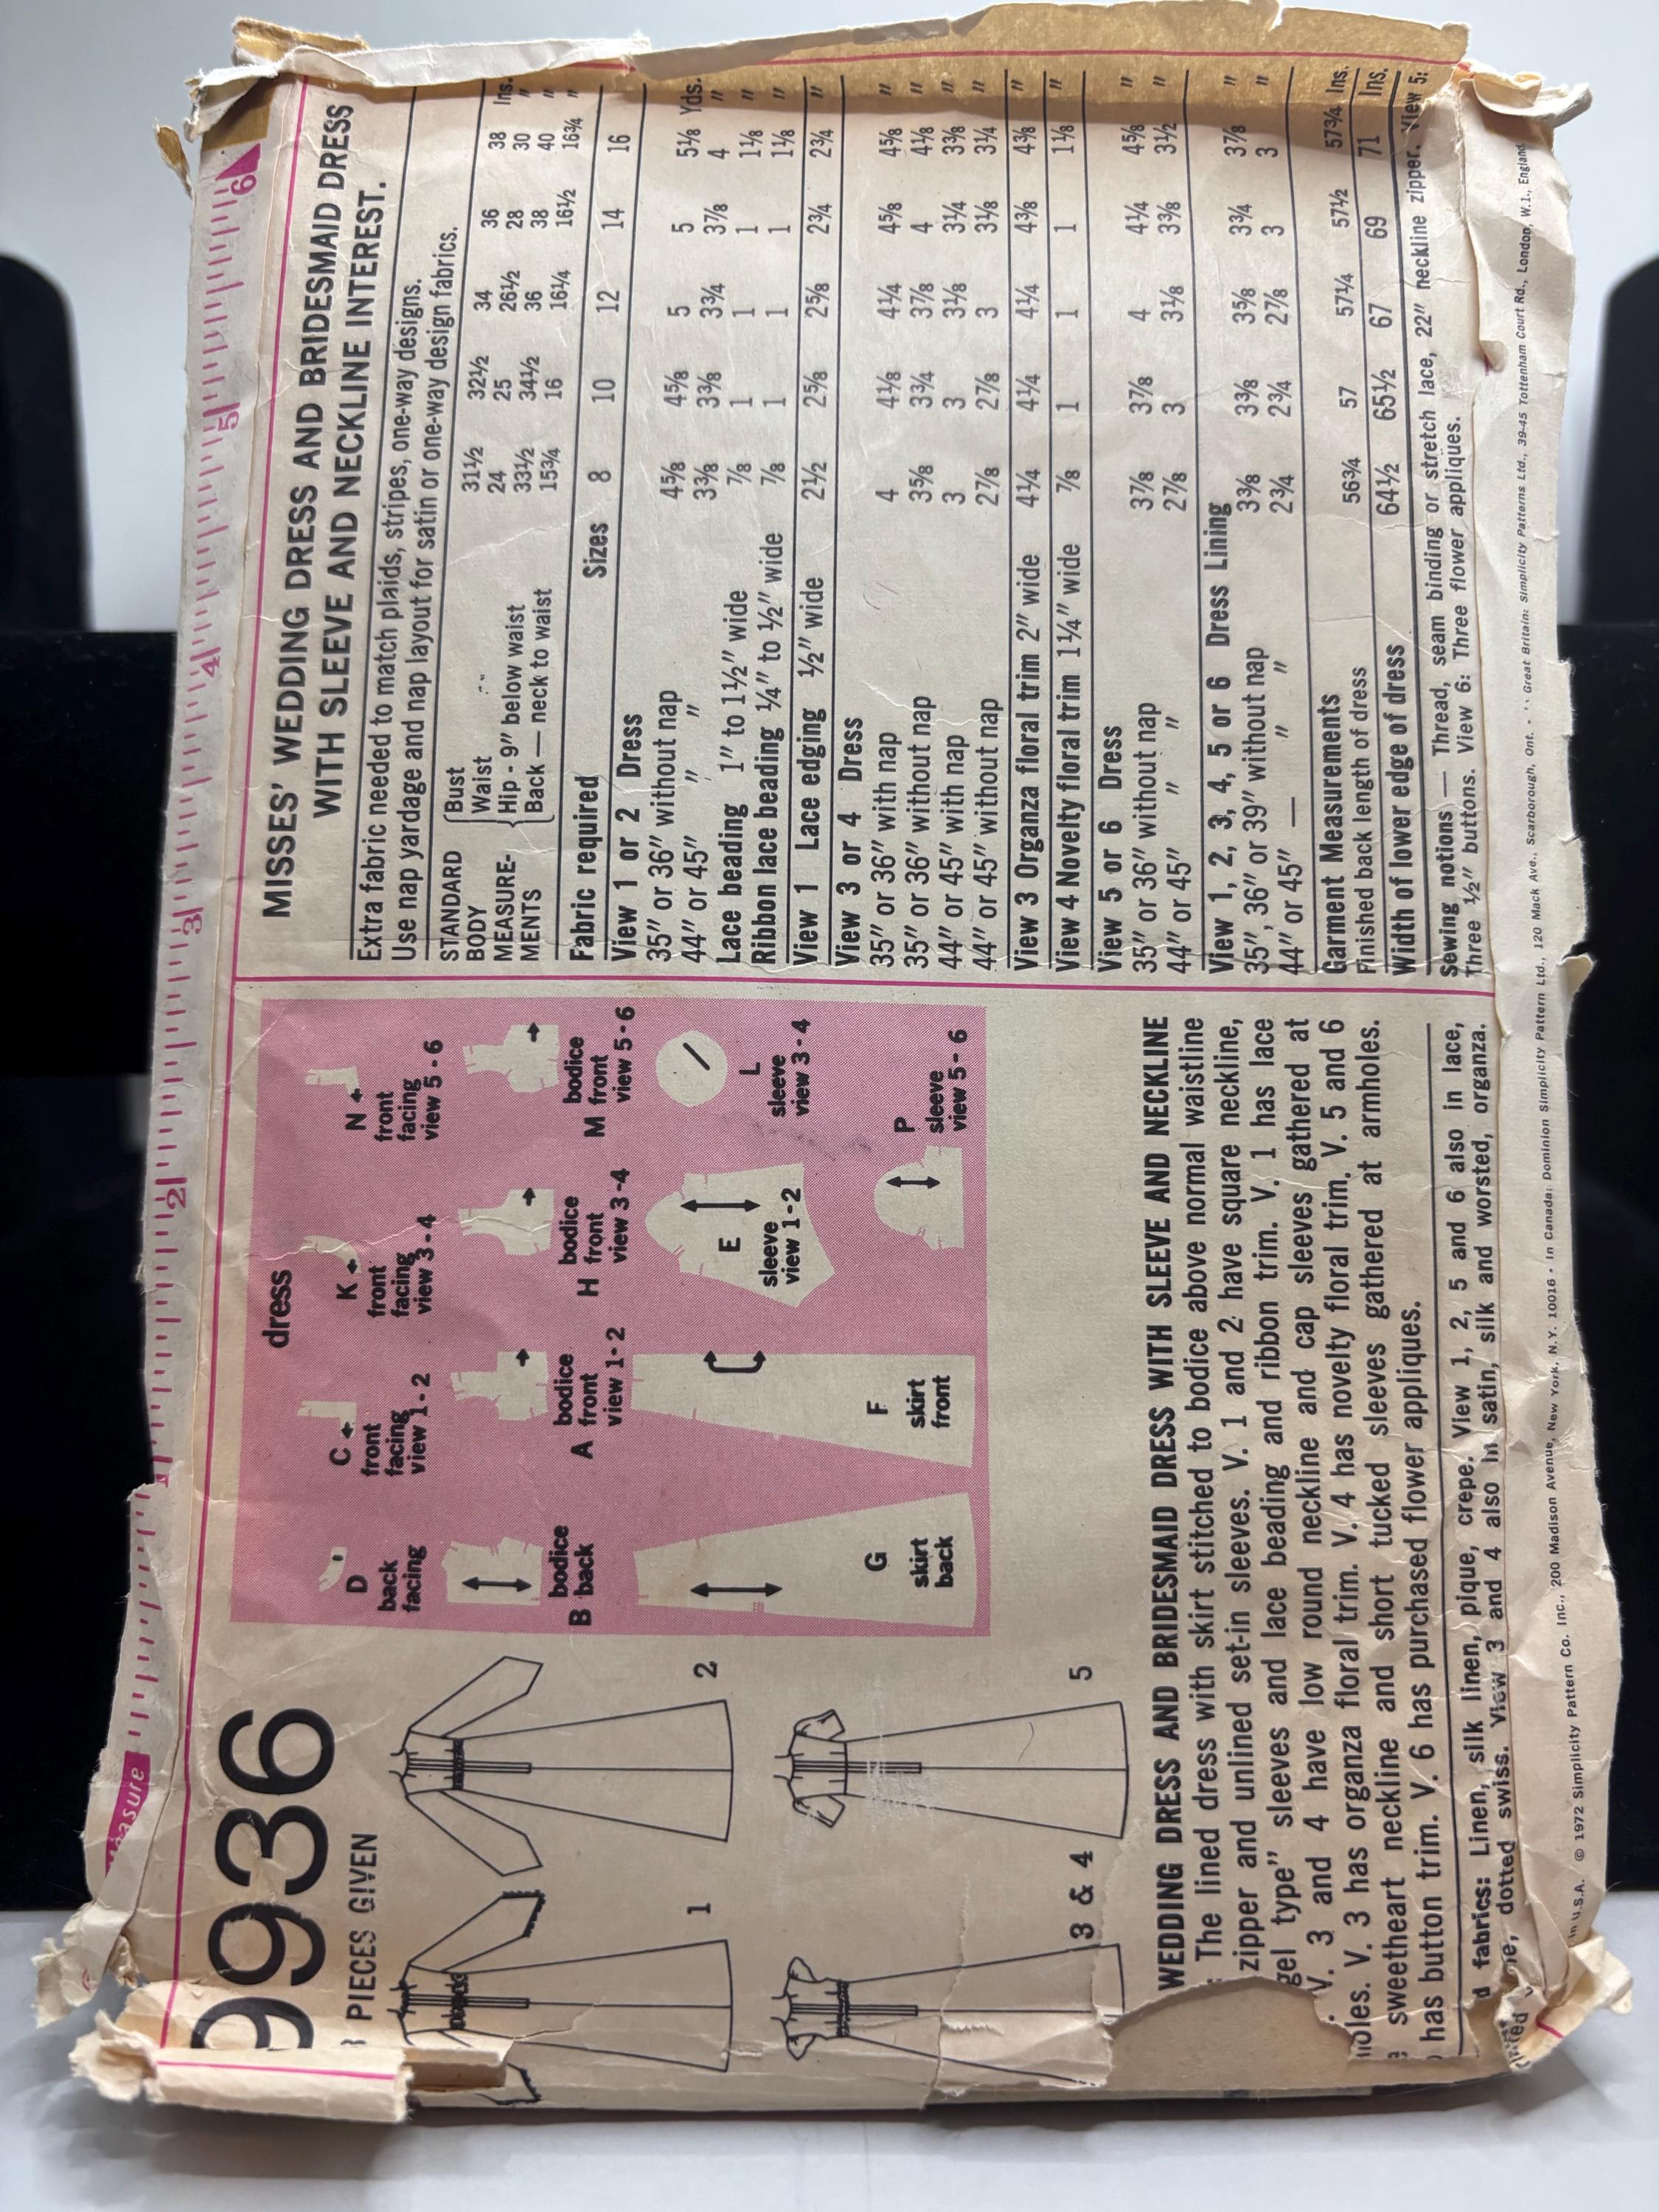 measure
2
3
4
5
6
9936
PIECES GIVEN
1
2
3 & 4
5
dress
D
back
facing
C
front
facing
view 1-2
K
front
facing
view 3-4
N
front
facing
view 5-6
B bodice
back
A bodice
front
view 1-2
H bodice
front
view 3-4
M bodice
front
view 5-6
G
skirt
back
F
skirt
front
E
sleeve
view 1-2
L
sleeve
view 3-4
P
sleeve
view 5-6
WEDDING DRESS AND BRIDESMAID DRESS WITH SLEEVE AND NECKLINE
: The lined dress with skirt stitched to bodice above normal waistline
zipper and unlined set-in sleeves. V. 1 and 2 have square neckline,
gel type" sleeves and lace beading and ribbon trim. V. 1 has lace
V. 3 and 4 have low round neckline and cap sleeves gathered at
holes. V. 3 has organza floral trim. V. 4 has novelty floral trim. V. 5 and 6
sweetheart neckline and short tucked sleeves gathered at armholes.
has button trim. V. 6 has purchased flower appliques.
d fabrics: Linen, silk linen, pique, crepe. View 1, 2, 5 and 6 also in lace,
dotted swiss. View 3 and 4 also in satin, silk and worsted, organza.
MISSES' WEDDING DRESS AND BRIDESMAID DRESS
WITH SLEEVE AND NECKLINE INTEREST.
Extra fabric needed to match plaids, stripes, one-way designs.
Use nap yardage and nap layout for satin or one-way design fabrics.
STANDARD { Bust 31½ 32½ 34 36 38 Ins.
BODY Waist 24 25 26½ 28 30 "
MEASURE- { Hip - 9" below waist 33½ 34½ 36 38 40 "
MENTS Back — neck to waist 15¾ 16 16¼ 16½ 16¾ "
Fabric required Sizes 8 10 12 14 16
View 1 or 2 Dress
35" or 36" without nap 4⅝ 4⅝ 5 5 5⅛ Yds.
44" or 45" " " 3⅜ 3⅜ 3¾ 3⅞ 4 "
Lace beading 1" to 1½" wide ⅞ 1 1 1 1⅛ "
Ribbon lace beading ¼" to ½" wide ⅞ 1 1 1 1⅛ "
View 1 Lace edging ½" wide 2½ 2⅝ 2⅝ 2¾ 2¾ "
View 3 or 4 Dress
35" or 36" with nap 4 4⅛ 4¼ 4⅝ 4⅝ "
35" or 36" without nap 3⅝ 3¾ 3⅞ 4 4⅛ "
44" or 45" with nap 3 3 3⅛ 3¼ 3⅜ "
44" or 45" without nap 2⅞ 2⅞ 3 3⅛ 3¼ "
View 3 Organza floral trim 2" wide 4¼ 4¼ 4¼ 4⅜ 4⅜ "
View 4 Novelty floral trim 1¼" wide ⅞ 1 1 1 1⅛ "
View 5 or 6 Dress
35" or 36" without nap 3⅞ 3⅞ 4 4¼ 4⅝ "
44" or 45" " " 2⅞ 3 3⅛ 3⅜ 3½ "
View 1, 2, 3, 4, 5 or 6 Dress Lining
35", 36" or 39" without nap 3⅜ 3⅜ 3⅝ 3¾ 3⅞ "
44" or 45" — " " 2¾ 2¾ 2⅞ 3 3 "
Garment Measurements
Finished back length of dress 56¾ 57 57¼ 57½ 57¾ Ins.
Width of lower edge of dress 64½ 65½ 67 69 71 Ins.
Sewing notions — Thread, seam binding or stretch lace, 22" neckline zipper. View 5:
Three ½" buttons. View 6: Three flower appliques.
in U.S.A. © 1972 Simplicity Pattern Co. Inc., 200 Madison Avenue, New York, N.Y. 10016 • In Canada: Dominion Simplicity Pattern Ltd., 120 Mack Ave., Scarborough, Ont. • Great Britain: Simplicity Patterns Ltd., 39-45 Tottenham Court Rd., London, W.1., England.